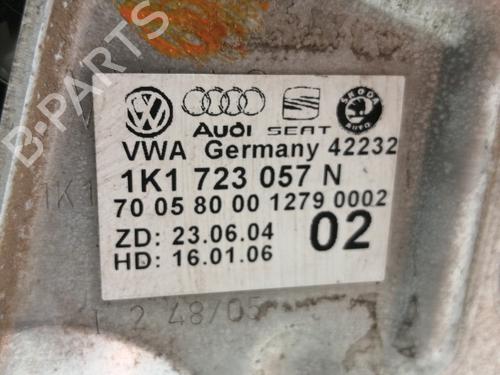 B-PARTS
Audi SEAT SKODA AUTO
VWA Germany 42232
1K1 723 057 N
70 05 80 00 1279 0002
ZD: 23.06.04 02
HD: 16.01.06
1K1
2 48/05